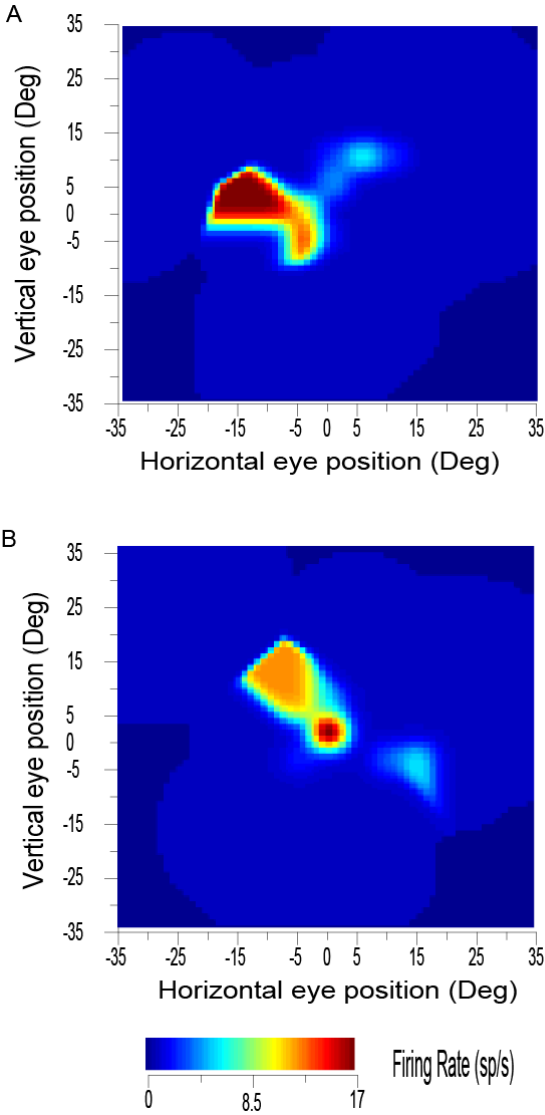 A
Vertical eye position (Deg)
35
25
15
5
0
-5
-15
-25
-35
-35 -25 -15 -5 0 5 15 25 35
Horizontal eye position (Deg)
B
Vertical eye position (Deg)
35
25
15
5
0
-5
-15
-25
-35
-35 -25 -15 -5 0 5 15 25 35
Horizontal eye position (Deg)
Firing Rate (sp/s)
0 8.5 17